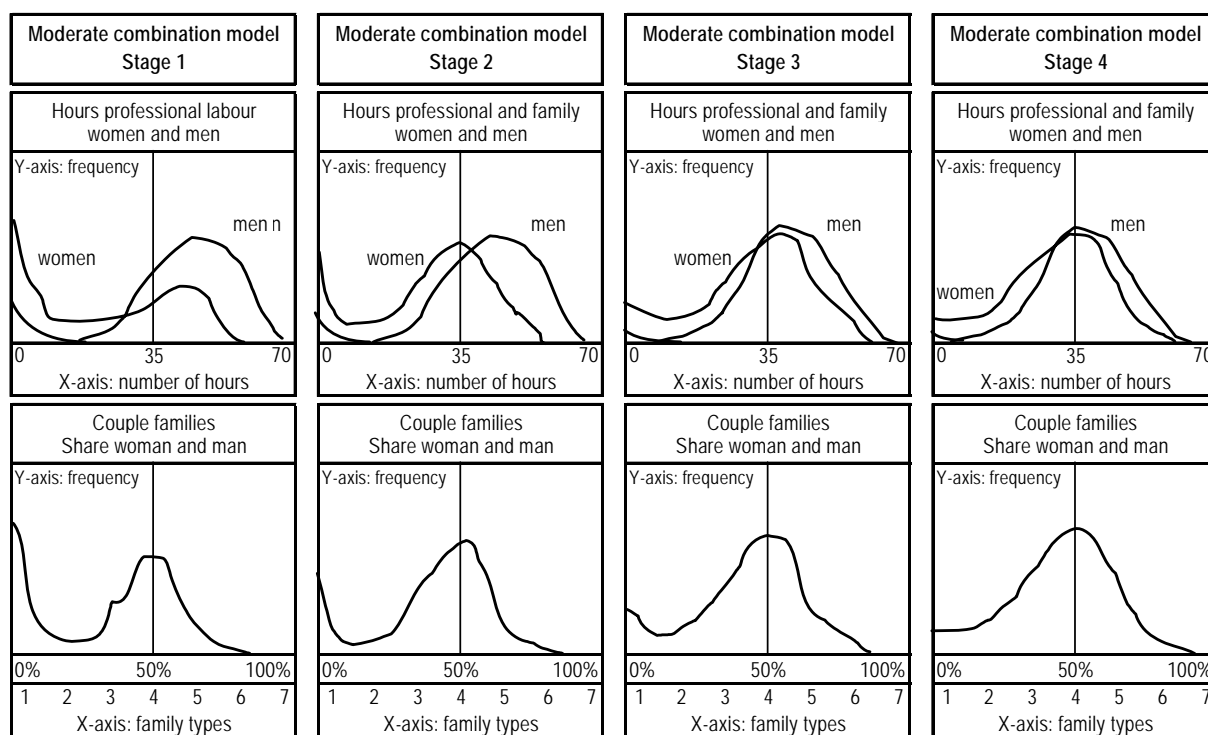 Moderate combination model
Stage 1
Hours professional labour
women and men
Y-axis: frequency
men n
women
0 35 70
X-axis: number of hours
Couple families
Share woman and man
Y-axis: frequency
0% 50% 100%
1 2 3 4 5 6 7
X-axis: family types
Moderate combination model
Stage 2
Hours professional and family
women and men
Y-axis: frequency
men
women
0 35 70
X-axis: number of hours
Couple families
Share woman and man
Y-axis: frequency
0% 50% 100%
1 2 3 4 5 6 7
X-axis: family types
Moderate combination model
Stage 3
Hours professional and family
women and men
Y-axis: frequency
men
women
0 35 70
X-axis: number of hours
Couple families
Share woman and man
Y-axis: frequency
0% 50% 100%
1 2 3 4 5 6 7
X-axis: family types
Moderate combination model
Stage 4
Hours professional and family
women and men
Y-axis: frequency
men
women
0 35 70
X-axis: number of hours
Couple families
Share woman and man
Y-axis: frequency
0% 50% 100%
1 2 3 4 5 6 7
X-axis: family types